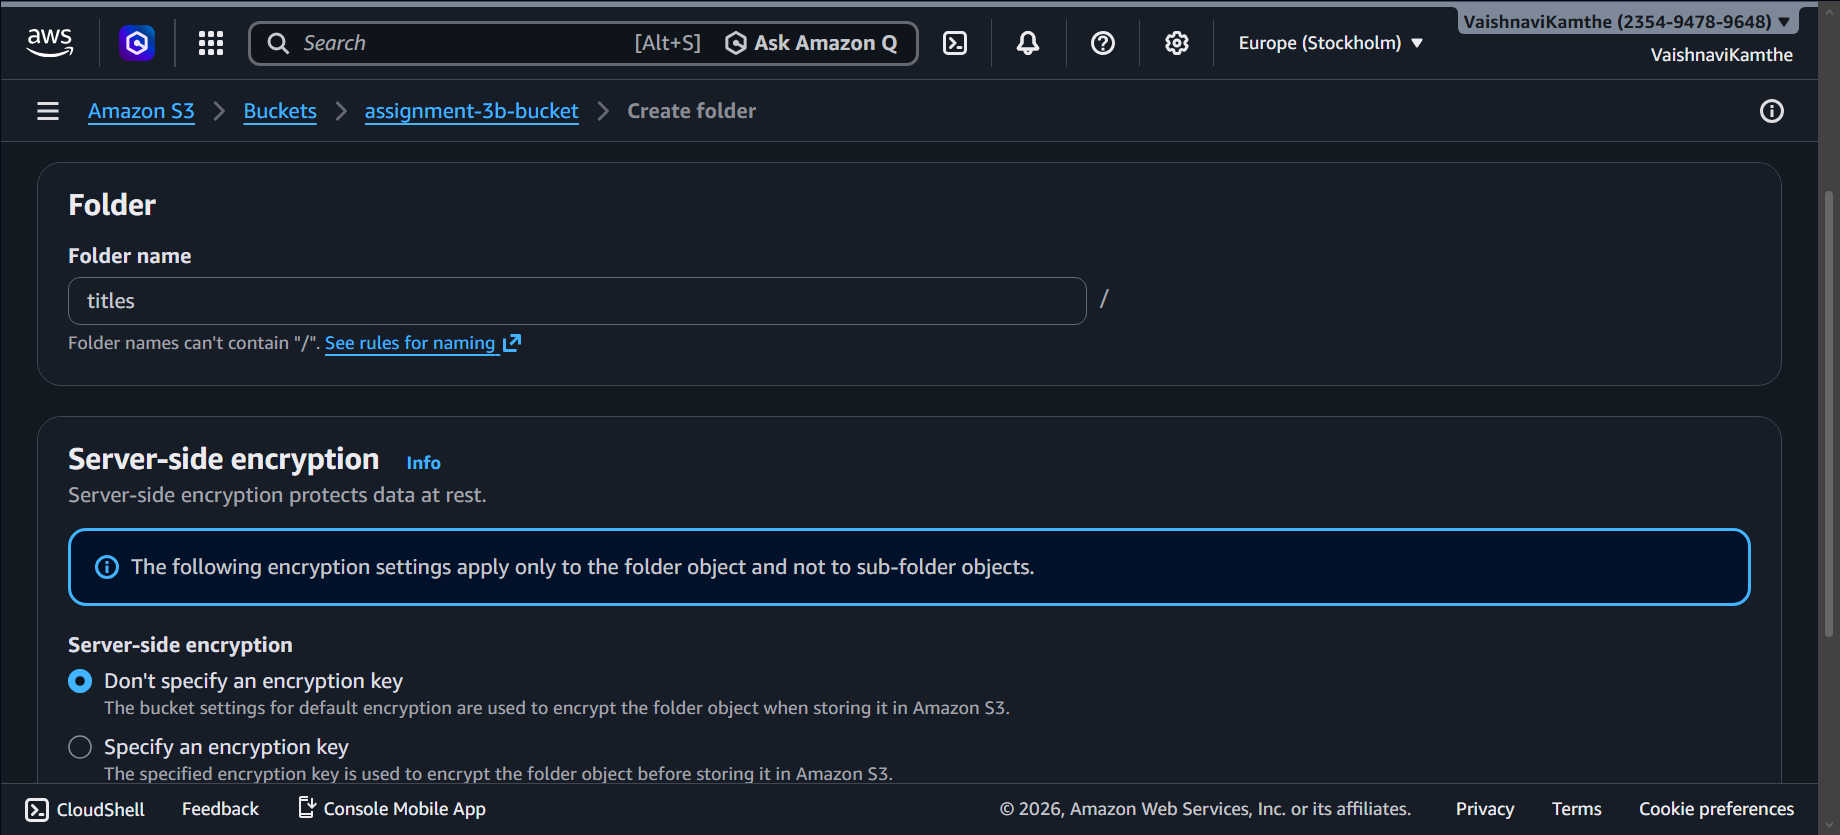 aws
Search [Alt+S] Ask Amazon Q
Europe (Stockholm)
VaishnaviKamthe (2354-9478-9648)
VaishnaviKamthe
Amazon S3 Buckets assignment-3b-bucket Create folder
Folder
Folder name
titles /
Folder names can't contain "/". See rules for naming
Server-side encryption Info
Server-side encryption protects data at rest.
The following encryption settings apply only to the folder object and not to sub-folder objects.
Server-side encryption
Don't specify an encryption key
The bucket settings for default encryption are used to encrypt the folder object when storing it in Amazon S3.
Specify an encryption key
The specified encryption key is used to encrypt the folder object before storing it in Amazon S3.
CloudShell Feedback Console Mobile App © 2026, Amazon Web Services, Inc. or its affiliates. Privacy Terms Cookie preferences